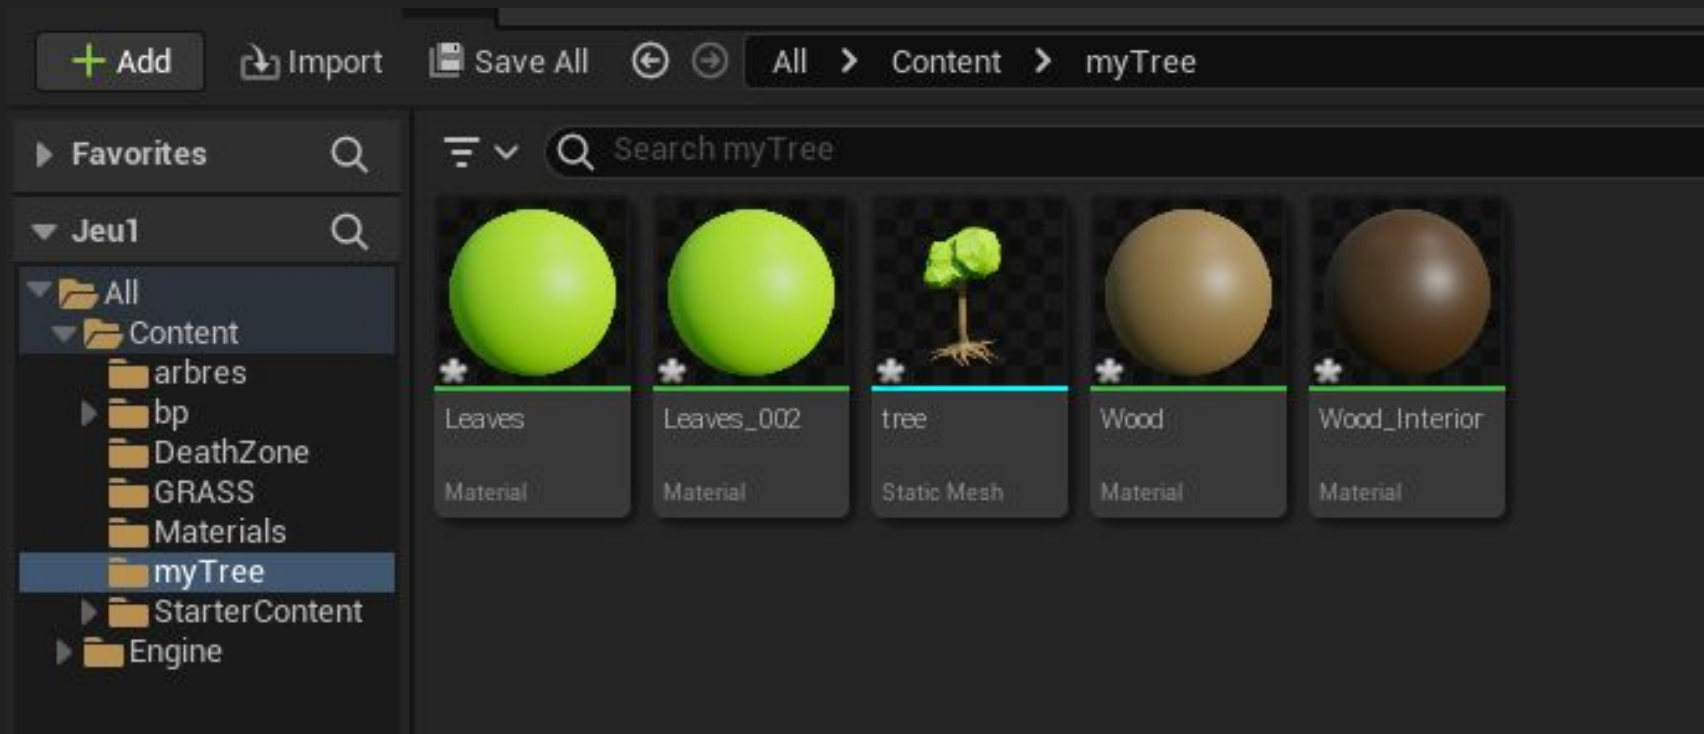 Add Import Save All All > Content > myTree
Favorites
Search myTree
Jeu1
All
Content
arbres
bp
DeathZone
GRASS
Materials
myTree
StarterContent
Engine
Leaves Leaves_002 tree Wood Wood_Interior
Material Material Static Mesh Material Material